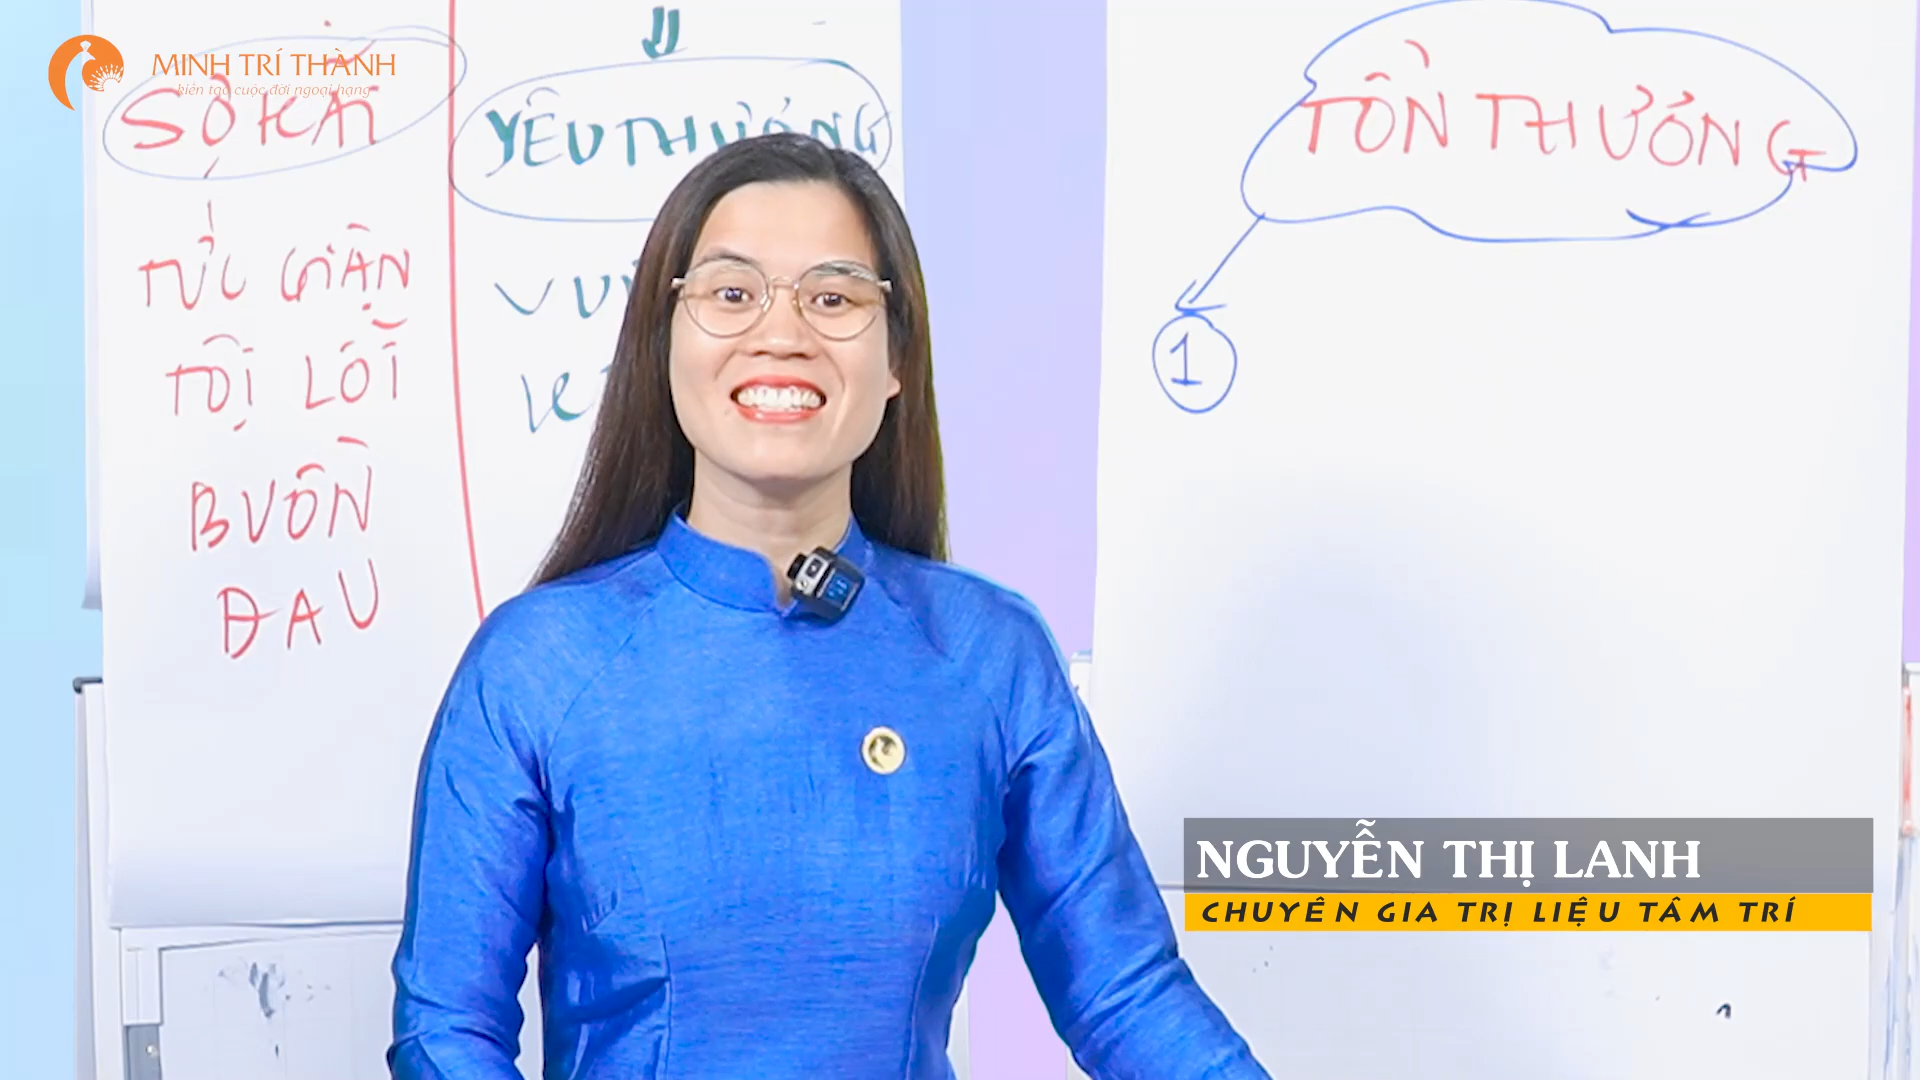 MINH TRÍ THÀNH
kiến tạo cuộc đời ngoại hạng
SỢ HÃI
TỨC GIẬN
TỘI LỖI
BUỒN
ĐAU
YÊU THƯƠNG
TỔN THƯƠNG
1
NGUYỄN THỊ LANH
CHUYÊN GIA TRỊ LIỆU TÂM TRÍ